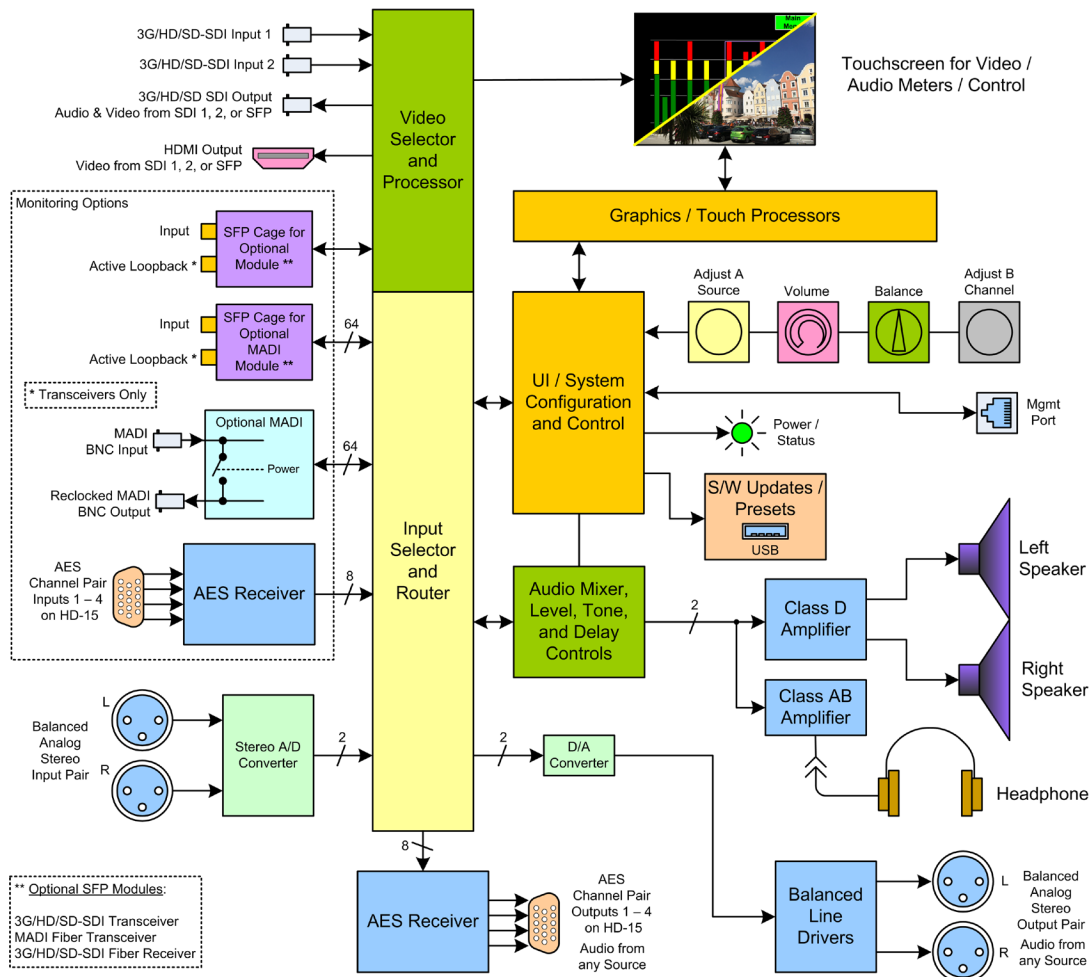 3G/HD/SD-SDI Input 1
3G/HD/SD-SDI Input 2
3G/HD/SD SDI Output
Audio & Video from SDI 1, 2, or SFP
HDMI Output
Video from SDI 1, 2, or SFP
Video
Selector
and
Processor
Main
Touchscreen for Video /
Audio Meters / Control
Graphics / Touch Processors
Monitoring Options
Input
Active Loopback *
SFP Cage for
Optional
Module **
Input
Active Loopback *
SFP Cage for
Optional
MADI
Module **
64
* Transceivers Only
MADI
BNC Input
Reclocked MADI
BNC Output
Optional MADI
Power
64
AES
Channel Pair
Inputs 1 – 4
on HD-15
AES Receiver
8
Input
Selector
and
Router
UI / System
Configuration
and Control
Adjust A
Source
Volume
Balance
Adjust B
Channel
Mgmt
Port
Power /
Status
S/W Updates /
Presets
USB
Audio Mixer,
Level, Tone,
and Delay
Controls
2
Class D
Amplifier
Left
Speaker
Right
Speaker
Class AB
Amplifier
Headphone
Balanced
Analog
Stereo
Input Pair
L
R
Stereo A/D
Converter
2
2
D/A
Converter
8
AES Receiver
AES
Channel Pair
Outputs 1 – 4
on HD-15
Audio from
any Source
Balanced
Line
Drivers
L
R
Balanced
Analog
Stereo
Output Pair
Audio from
any Source
** Optional SFP Modules:
3G/HD/SD-SDI Transceiver
MADI Fiber Transceiver
3G/HD/SD-SDI Fiber Receiver